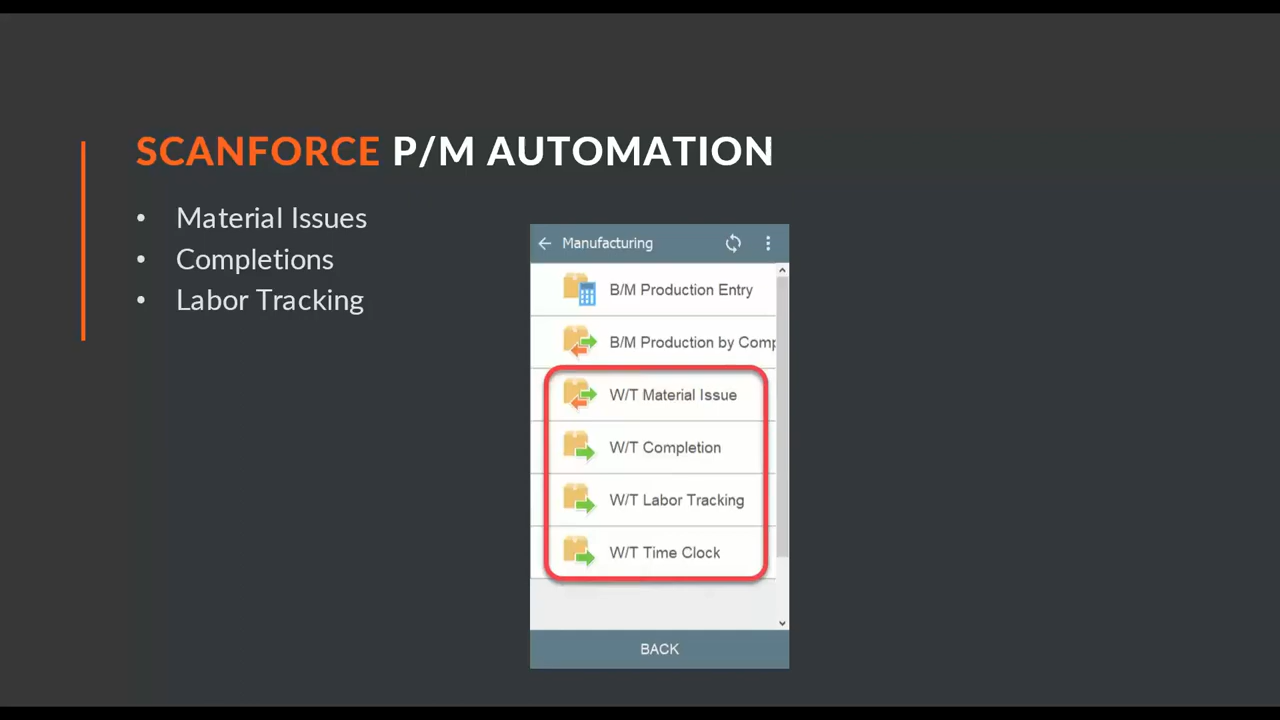 SCANFORCE P/M AUTOMATION
• Material Issues
• Completions
• Labor Tracking
Manufacturing
B/M Production Entry
B/M Production by Comp
W/T Material Issue
W/T Completion
W/T Labor Tracking
W/T Time Clock
BACK